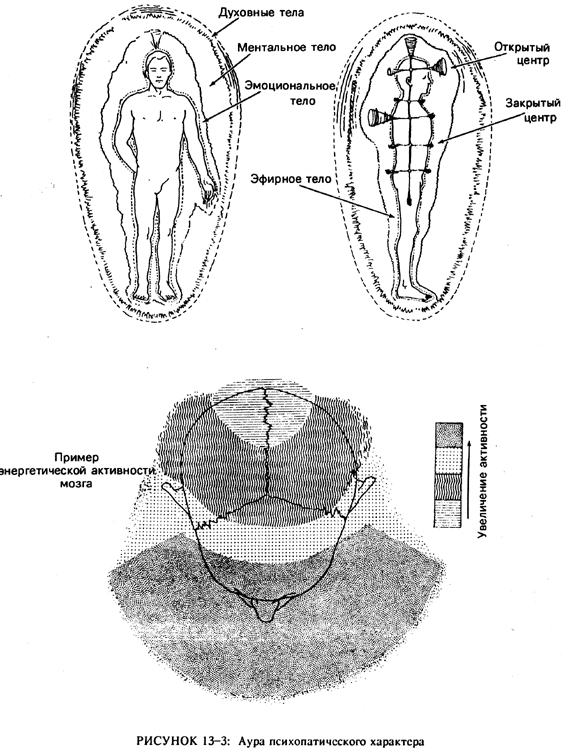 Духовные тела
Ментальное тело
Эмоциональное
тело
Открытый
центр
Закрытый
центр
Эфирное тело
Пример
энергетической активности
мозга
Увеличение активности
РИСУНОК 13–3: Аура психопатического характера